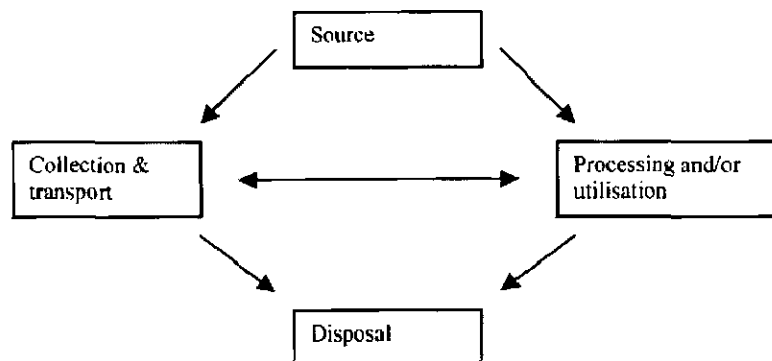 Source
Collection &
transport
Processing and/or
utilisation
Disposal